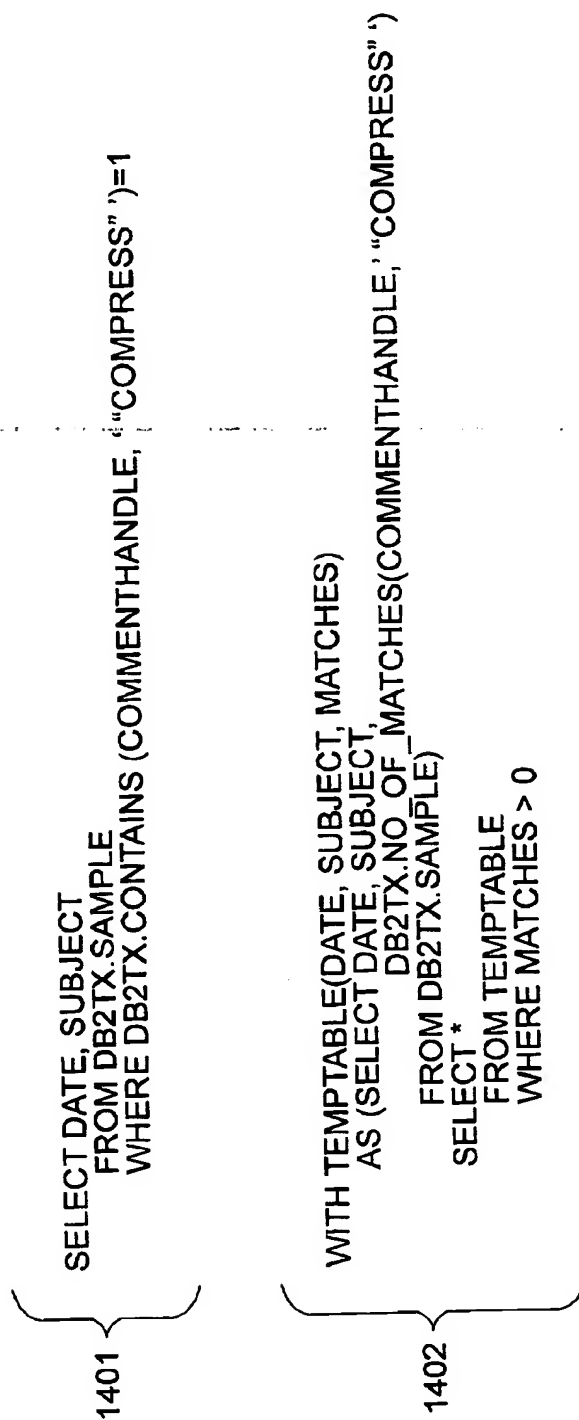 1401
SELECT DATE, SUBJECT
FROM DB2TX.SAMPLE
WHERE DB2TX.CONTAINS (COMMENTHANDLE, ‘ “COMPRESS” ‘)=1
1402
WITH TEMPTABLE(DATE, SUBJECT, MATCHES)
AS (SELECT DATE, SUBJECT,
DB2TX.NO_OF_MATCHES(COMMENTHANDLE,’ “COMPRESS” ‘)
FROM DB2TX.SAMPLE)
SELECT *
FROM TEMPTABLE
WHERE MATCHES > 0